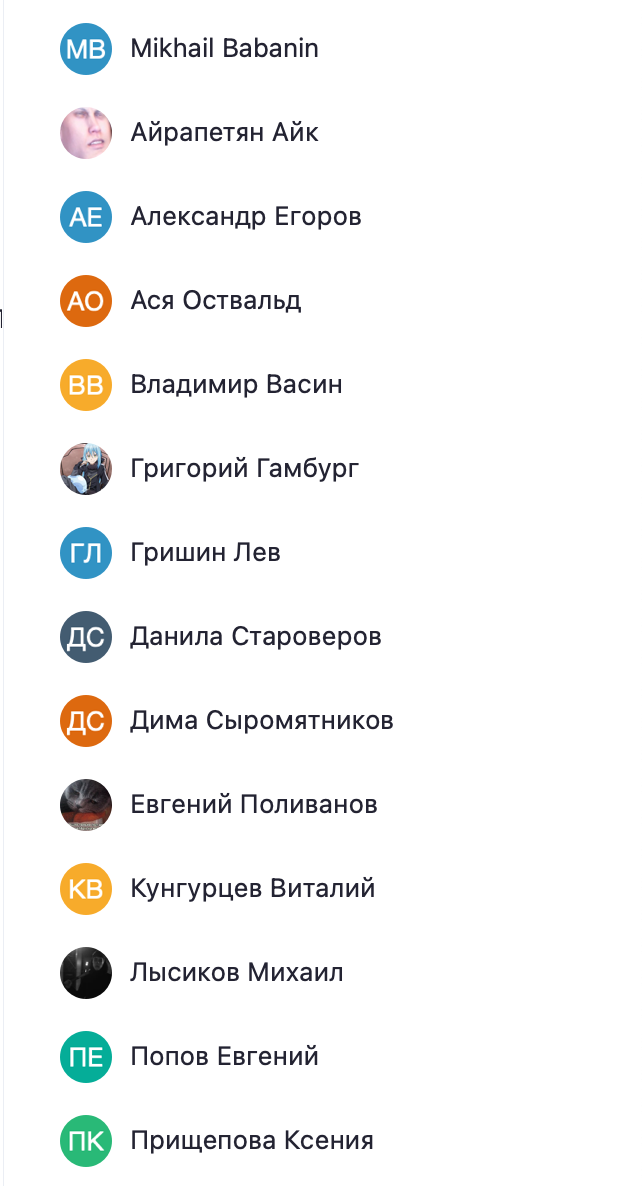 MB Mikhail Babanin
Айрапетян Айк
АЕ Александр Егоров
АО Ася Оствальд
ВВ Владимир Васин
Григорий Гамбург
ГЛ Гришин Лев
ДС Данила Староверов
ДС Дима Сыромятников
Евгений Поливанов
КВ Кунгурцев Виталий
Лысиков Михаил
ПЕ Попов Евгений
ПК Прищепова Ксения